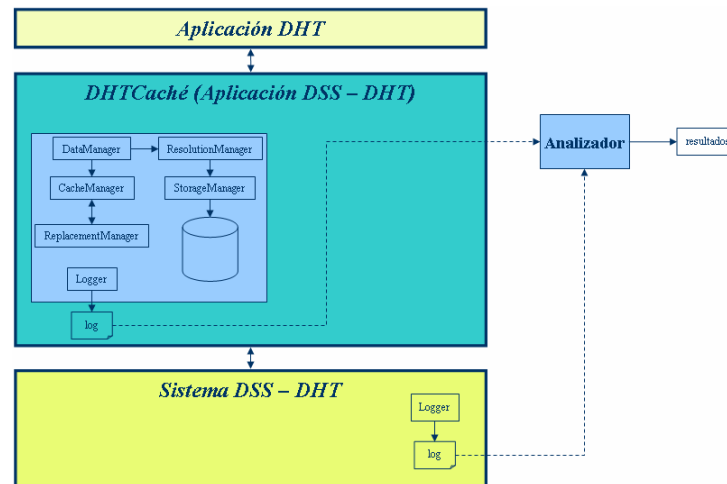 Aplicación DHT
DHTCaché (Aplicación DSS – DHT)
DataManager
ResolutionManager
CacheManager
StorageManager
ReplacementManager
Logger
log
Analizador
resultados
Sistema DSS – DHT
Logger
log